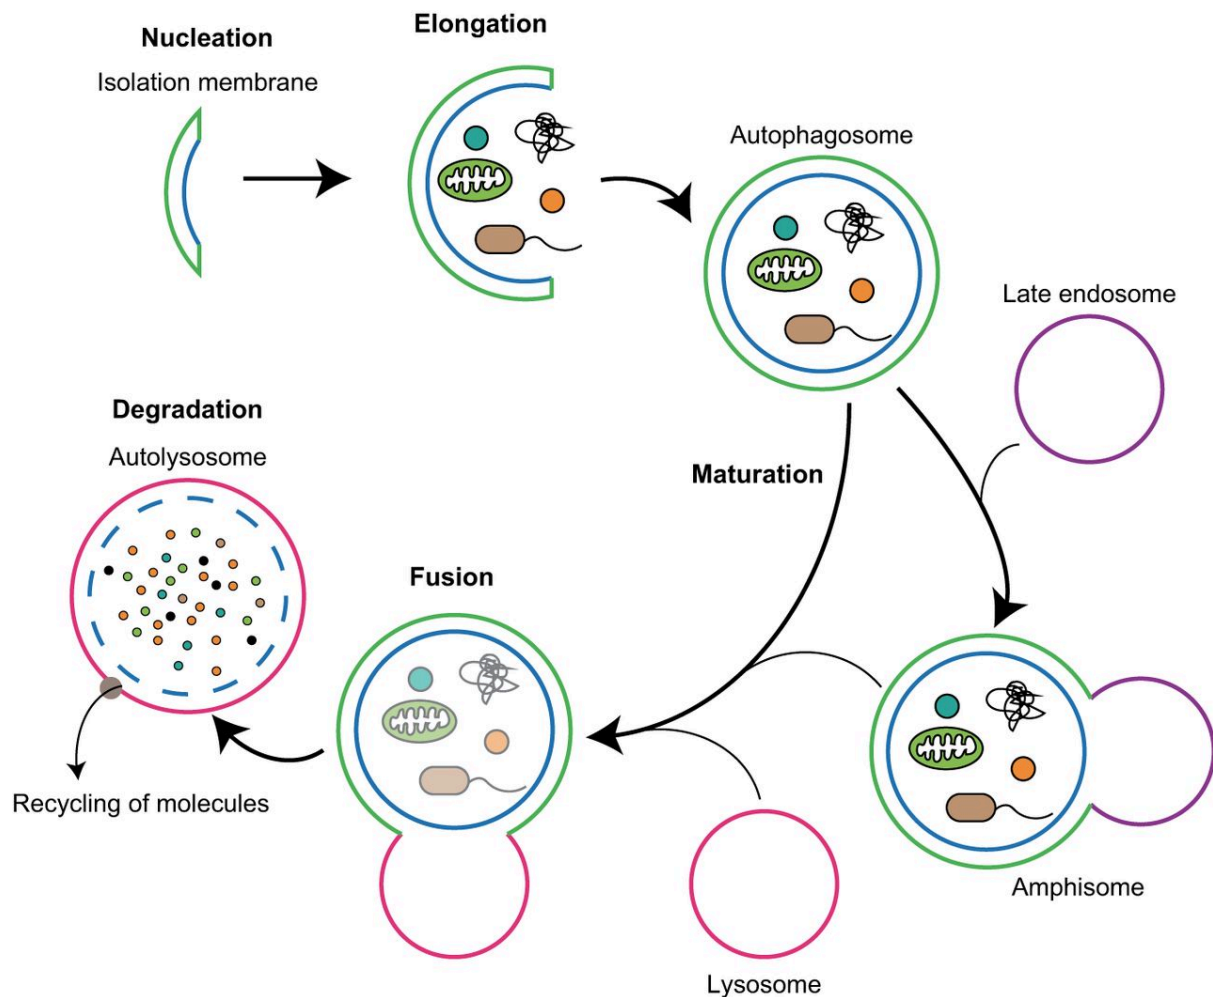 Nucleation
Isolation membrane
Elongation
Autophagosome
Late endosome
Maturation
Degradation
Autolysosome
Fusion
Recycling of molecules
Amphisome
Lysosome